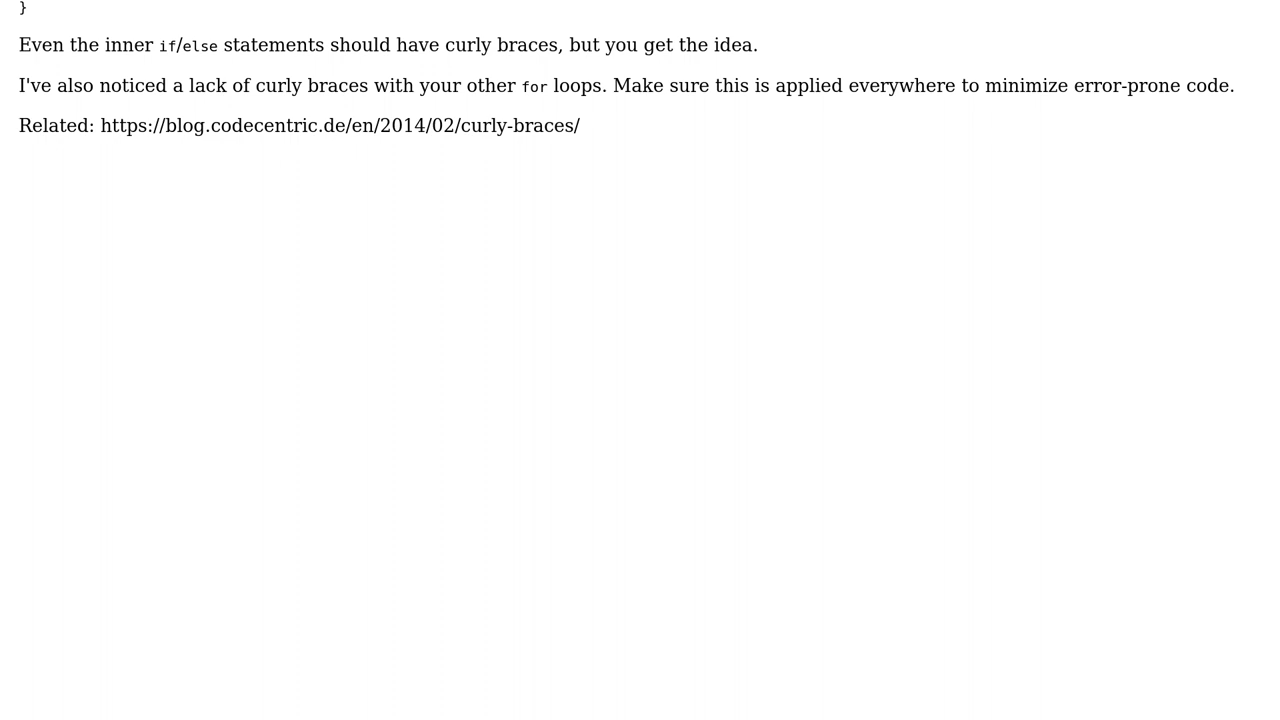 }
Even the inner if/else statements should have curly braces, but you get the idea.
I've also noticed a lack of curly braces with your other for loops. Make sure this is applied everywhere to minimize error-prone code.
Related: https://blog.codecentric.de/en/2014/02/curly-braces/